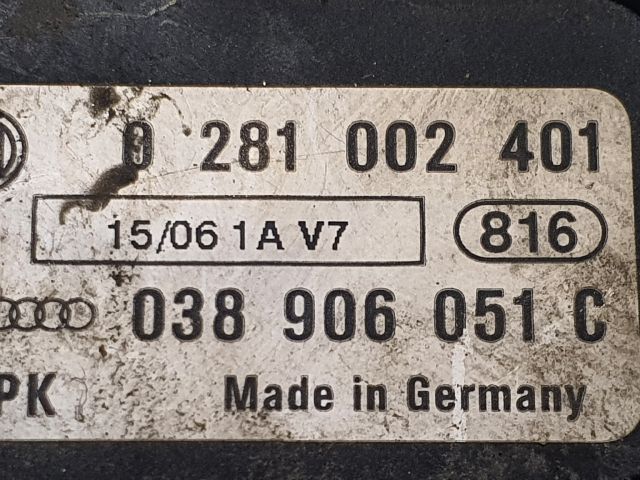 0 281 002 401
15/06 1A V7 816
038 906 051 C
PK Made in Germany